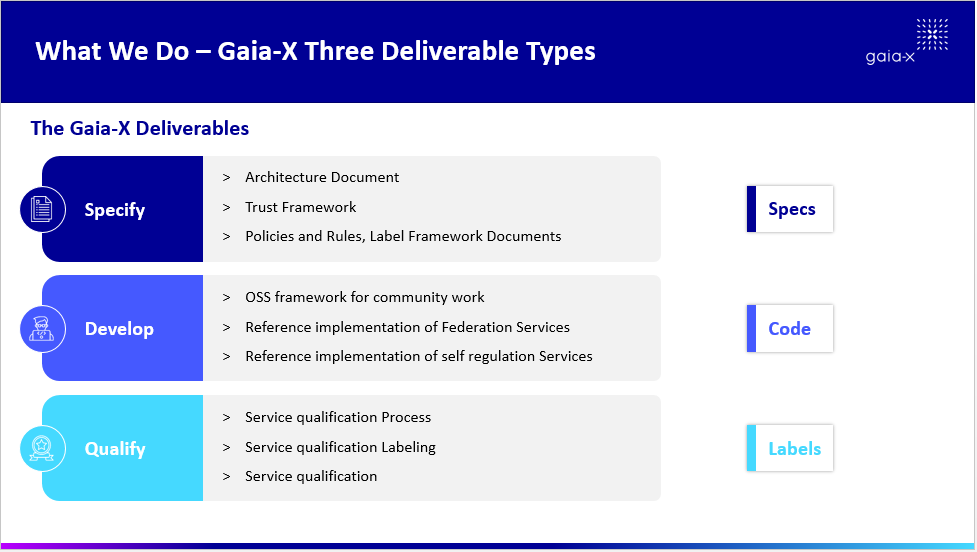 What We Do – Gaia-X Three Deliverable Types
gaia-x
The Gaia-X Deliverables
Specify
> Architecture Document
> Trust Framework
> Policies and Rules, Label Framework Documents
Specs
Develop
> OSS framework for community work
> Reference implementation of Federation Services
> Reference implementation of self regulation Services
Code
Qualify
> Service qualification Process
> Service qualification Labeling
> Service qualification
Labels